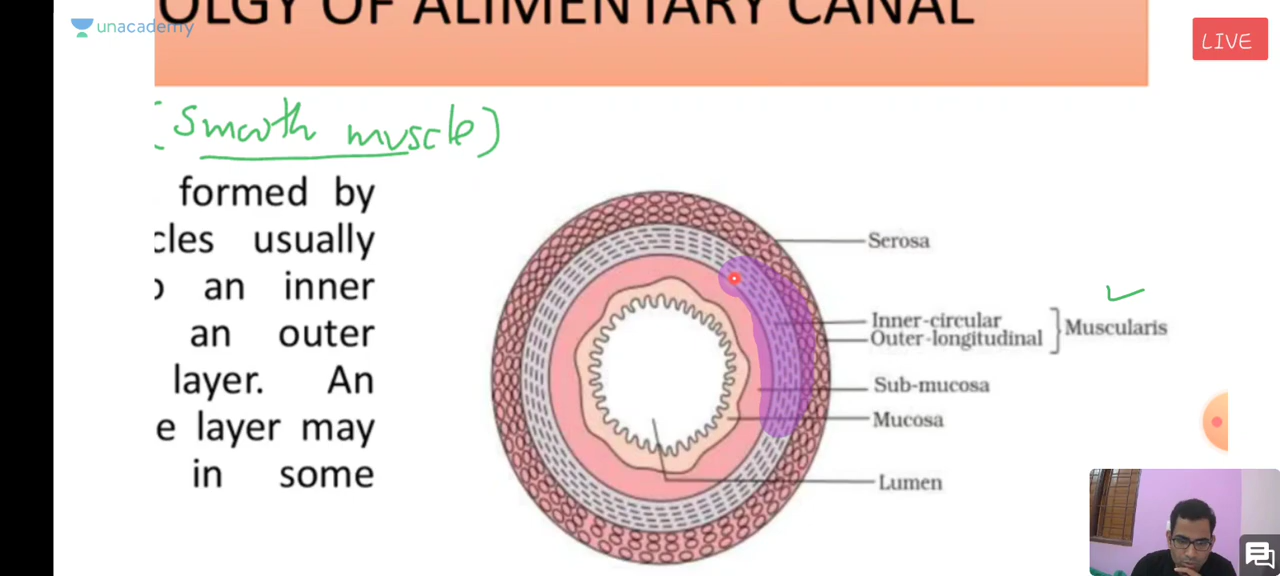 OLGY OF ALIMENTARY CANAL
unacademy
LIVE
(Smooth muscle)
formed by
cles usually
an inner
an outer
layer. An
e layer may
in some
Serosa
Inner-circular
Outer-longitudinal
Muscularis
Sub-mucosa
Mucosa
Lumen